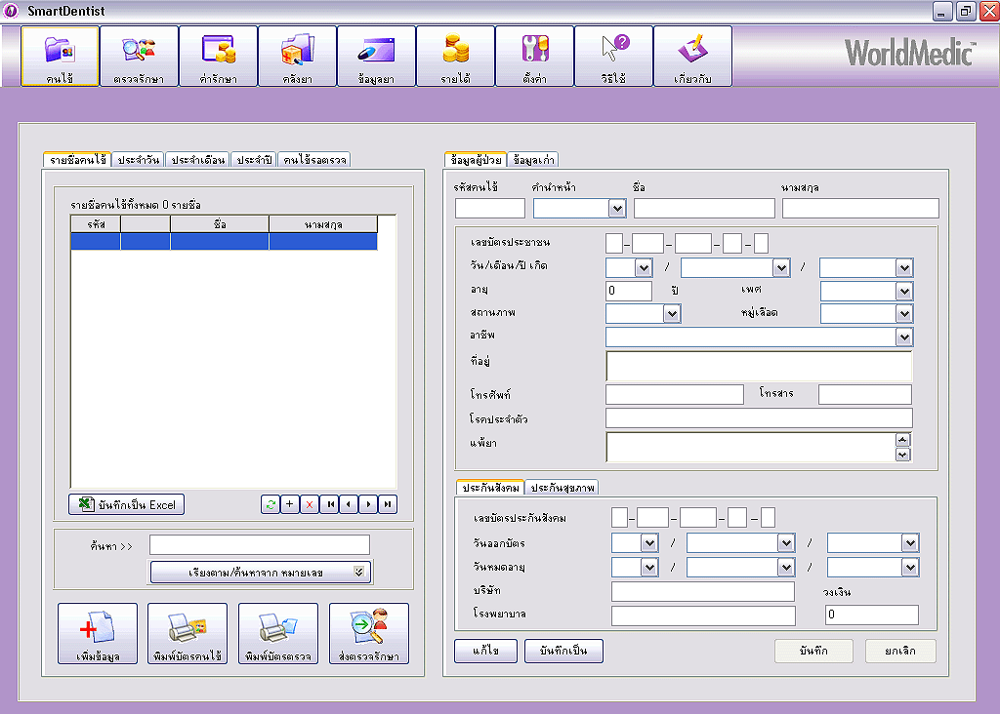 SmartDentist
คนไข้ ตรวจรักษา ค่ารักษา คลังยา ข้อมูลยา รายได้ ตั้งค่า วิธีใช้ เกี่ยวกับ
WorldMedic™
รายชื่อคนไข้ ประจำวัน ประจำเดือน ประจำปี คนไข้รอตรวจ
รายชื่อคนไข้ทั้งหมด 0 รายชื่อ
รหัส ชื่อ นามสกุล
บันทึกเป็น Excel
ค้นหา >>
เรียงตาม/ค้นหาจาก หมายเลข
เพิ่มข้อมูล พิมพ์บัตรคนไข้ พิมพ์บัตรตรวจ ส่งตรวจรักษา
ข้อมูลผู้ป่วย ข้อมูลเก่า
รหัสคนไข้ คำนำหน้า ชื่อ นามสกุล
เลขบัตรประชาชน - - - -
วัน/เดือน/ปี เกิด / /
อายุ 0 ปี เพศ
สถานภาพ หมู่เลือด
อาชีพ
ที่อยู่
โทรศัพท์ โทรสาร
โรคประจำตัว
แพ้ยา
ประกันสังคม ประกันสุขภาพ
เลขบัตรประกันสังคม - - - -
วันออกบัตร / /
วันหมดอายุ / /
บริษัท วงเงิน
โรงพยาบาล 0
แก้ไข บันทึกเป็น บันทึก ยกเลิก